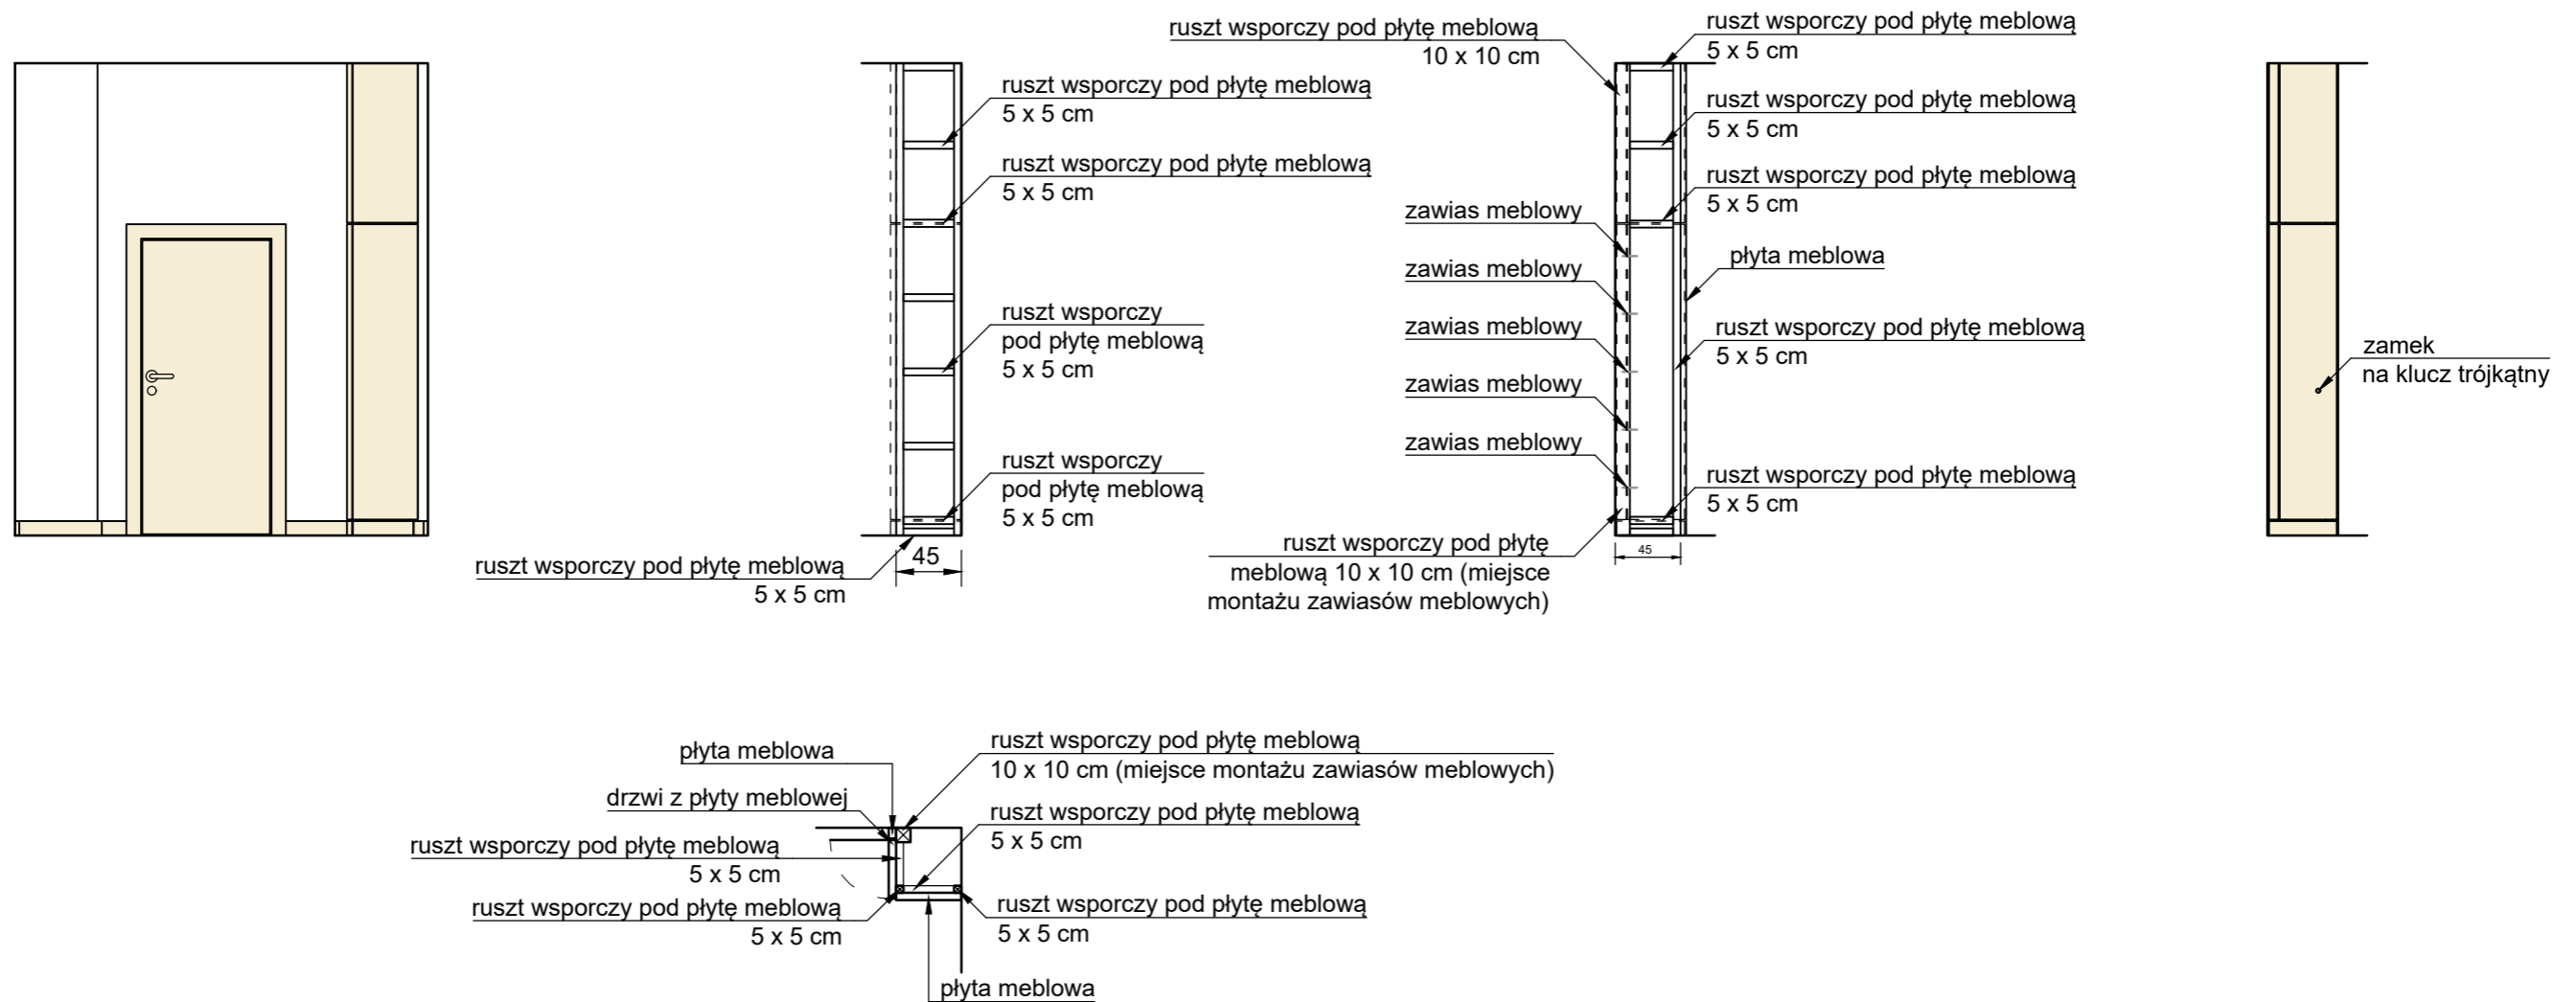 ruszt wsporczy pod płytę meblową
10 x 10 cm
ruszt wsporczy pod płytę meblową
5 x 5 cm
ruszt wsporczy pod płytę meblową
5 x 5 cm
ruszt wsporczy pod płytę meblową
5 x 5 cm
ruszt wsporczy
pod płytę meblową
5 x 5 cm
ruszt wsporczy
pod płytę meblową
5 x 5 cm
ruszt wsporczy pod płytę meblową
5 x 5 cm
45
ruszt wsporczy pod płytę meblową
5 x 5 cm
ruszt wsporczy pod płytę meblową
5 x 5 cm
zawias meblowy
zawias meblowy
zawias meblowy
zawias meblowy
zawias meblowy
płyta meblowa
ruszt wsporczy pod płytę meblową
5 x 5 cm
ruszt wsporczy pod płytę meblową
5 x 5 cm
ruszt wsporczy pod płytę
meblową 10 x 10 cm (miejsce
montażu zawiasów meblowych)
45
zamek
na klucz trójkątny
płyta meblowa
ruszt wsporczy pod płytę meblową
10 x 10 cm (miejsce montażu zawiasów meblowych)
drzwi z płyty meblowej
ruszt wsporczy pod płytę meblową
5 x 5 cm
ruszt wsporczy pod płytę meblową
5 x 5 cm
ruszt wsporczy pod płytę meblową
5 x 5 cm
ruszt wsporczy pod płytę meblową
5 x 5 cm
płyta meblowa